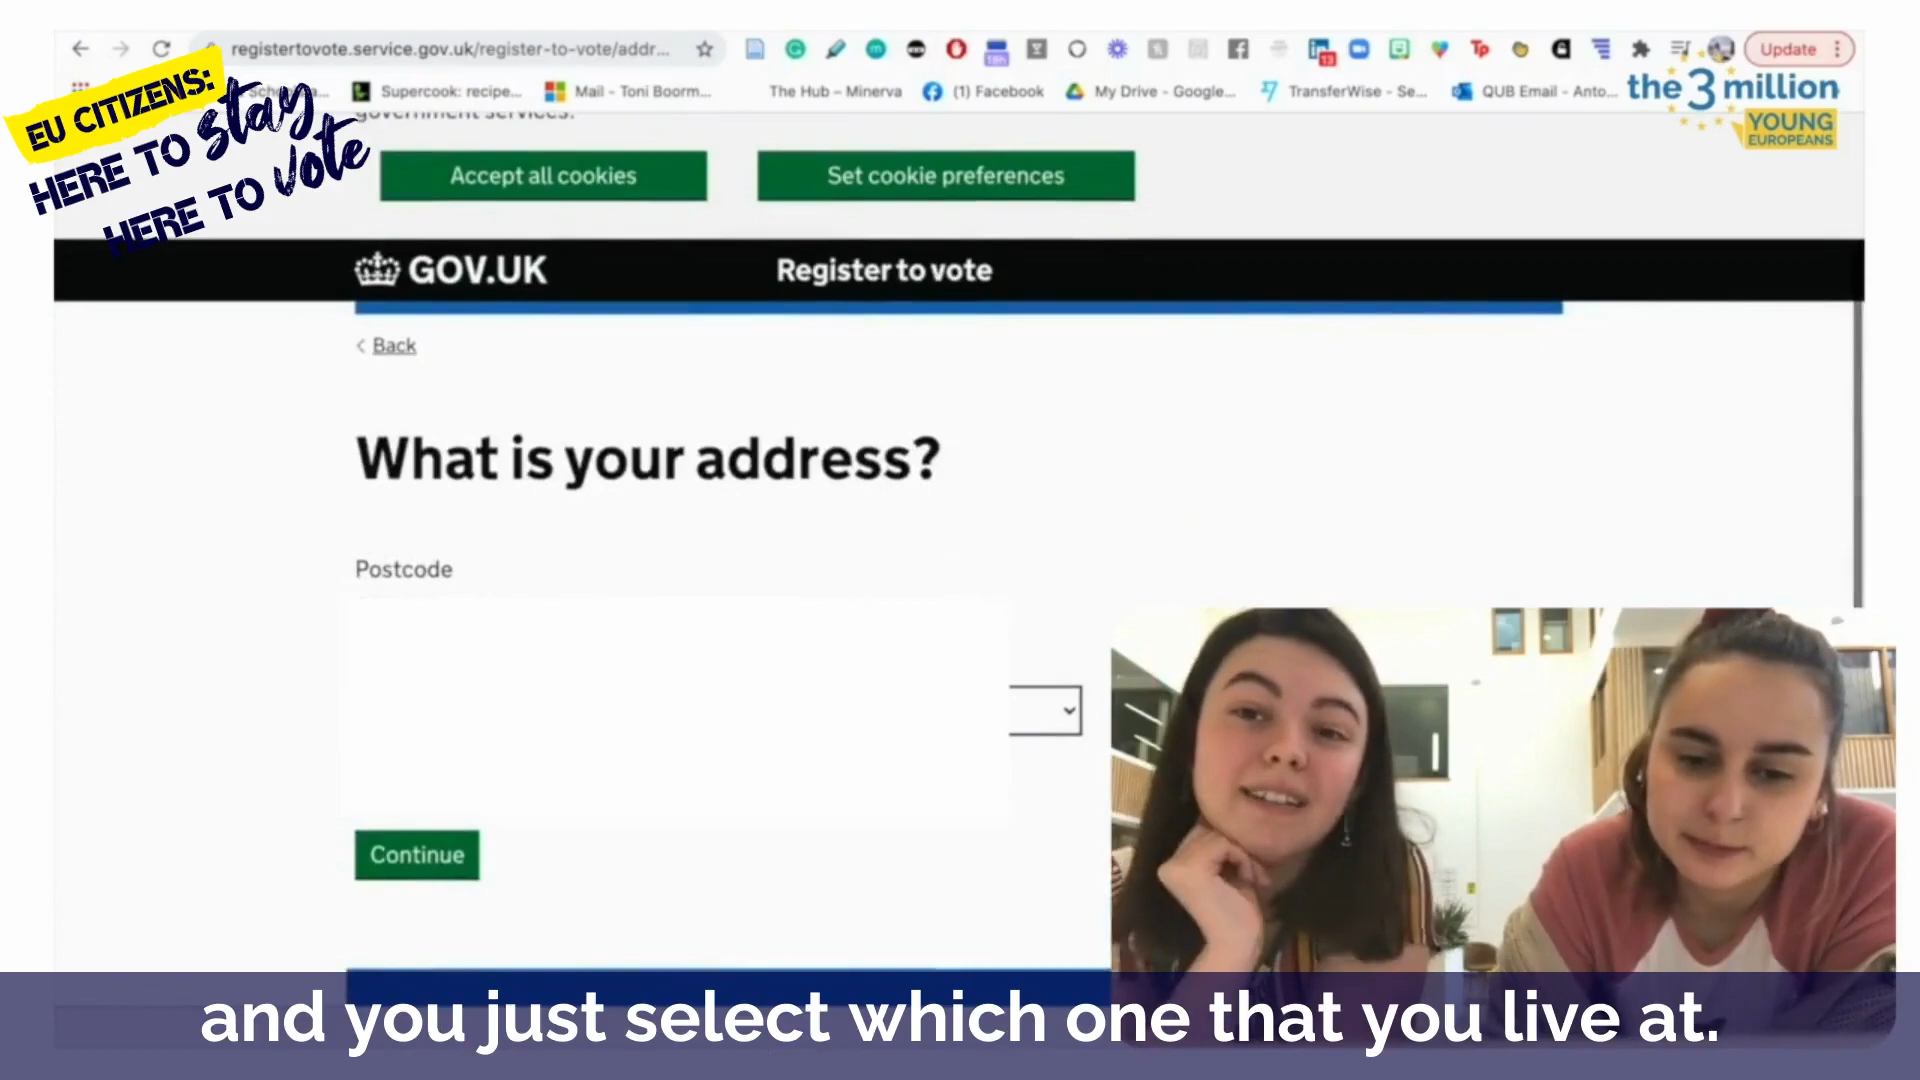 registertovote.service.gov.uk/register-to-vote/addr...
Update
Supercook: recipe...
Mail - Toni Boorm...
The Hub – Minerva
(1) Facebook
My Drive - Google...
TransferWise - Se...
QUB Email - Anto...
EU CITIZENS:
HERE TO stay
HERE TO vote
the 3 million
YOUNG
EUROPEANS
government services.
Accept all cookies
Set cookie preferences
GOV.UK
Register to vote
Back
What is your address?
Postcode
Continue
and you just select which one that you live at.